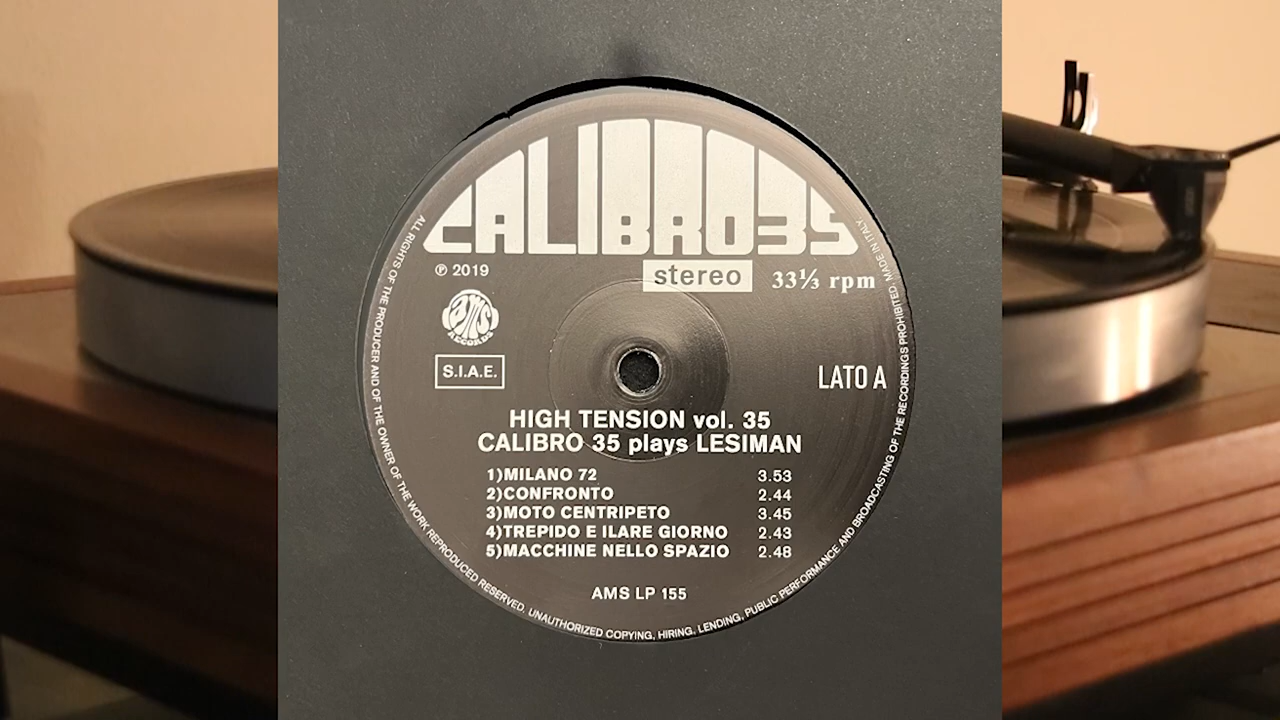 CALIBRO35
℗ 2019
stereo 33⅓ rpm
AMS
RECORDS
S.I.A.E.
LATO A
HIGH TENSION vol. 35
CALIBRO 35 plays LESIMAN
1)MILANO 72 3.53
2)CONFRONTO 2.44
3)MOTO CENTRIPETO 3.45
4)TREPIDO E ILARE GIORNO 2.43
5)MACCHINE NELLO SPAZIO 2.48
AMS LP 155
ALL RIGHTS OF THE PRODUCER AND OF THE OWNER OF THE WORK REPRODUCED RESERVED. UNAUTHORIZED COPYING, HIRING, LENDING, PUBLIC PERFORMANCE AND BROADCASTING OF THE RECORDINGS PROHIBITED. MADE IN ITALY